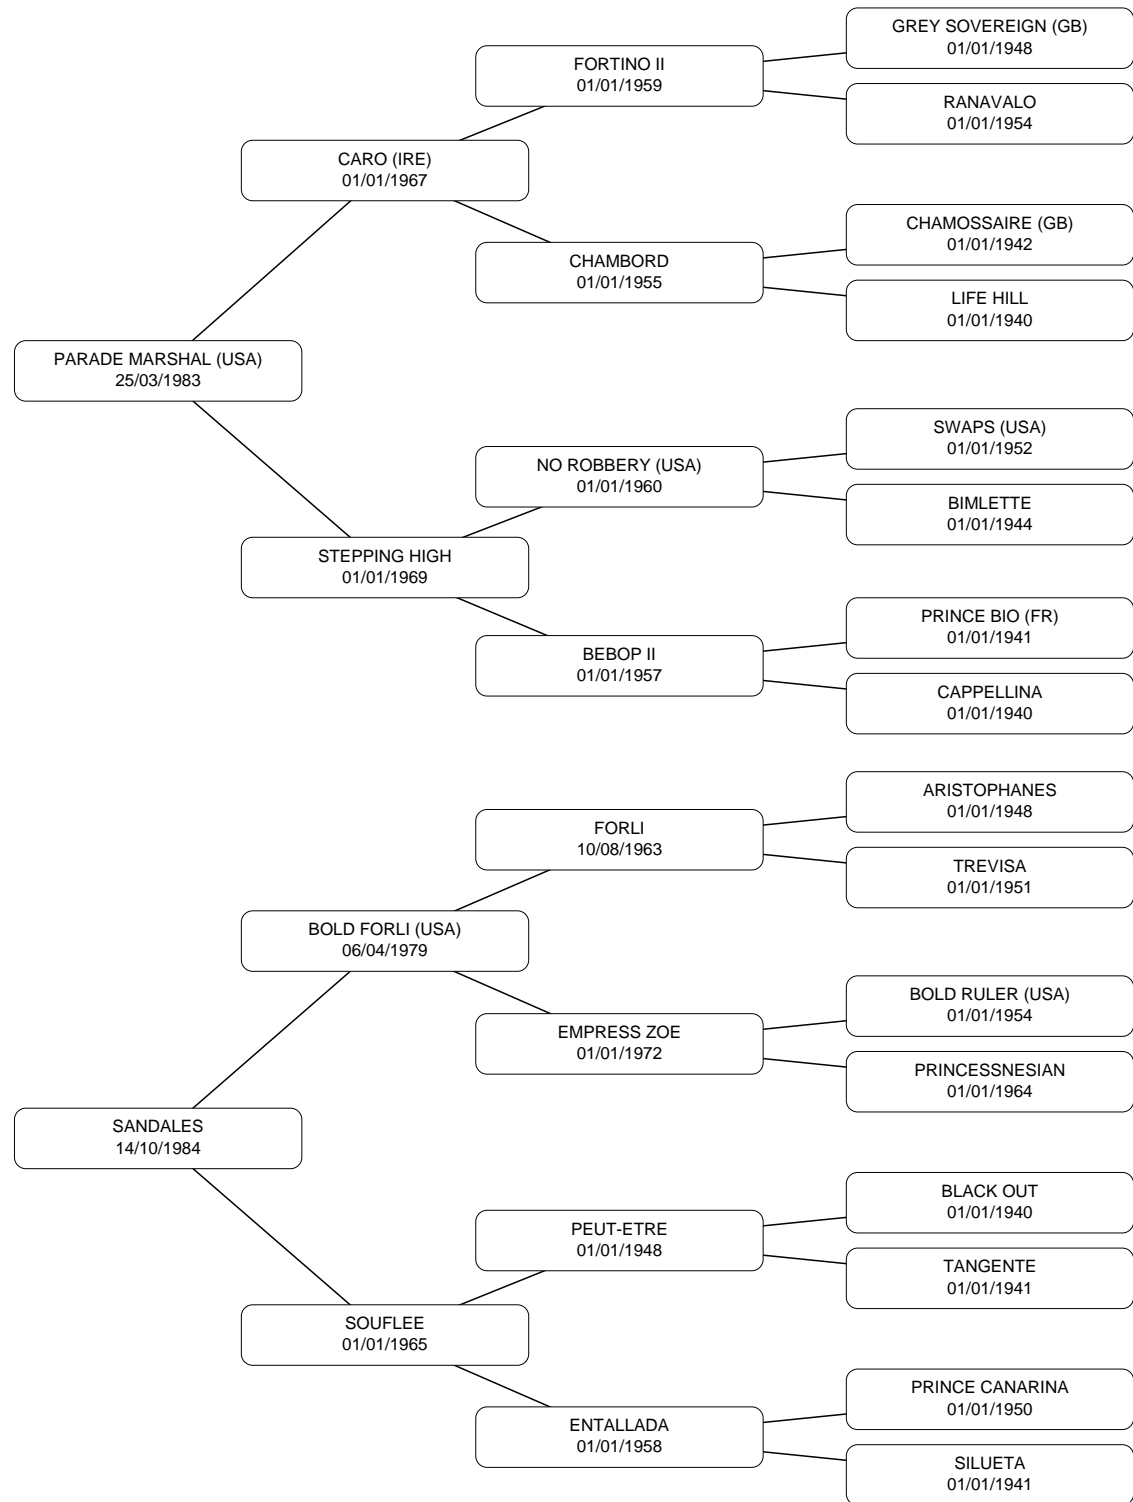 GREY SOVEREIGN (GB)
01/01/1948
FORTINO II
01/01/1959
RANAVALO
01/01/1954
CARO (IRE)
01/01/1967
CHAMOSSAIRE (GB)
01/01/1942
CHAMBORD
01/01/1955
LIFE HILL
01/01/1940
PARADE MARSHAL (USA)
25/03/1983
SWAPS (USA)
01/01/1952
NO ROBBERY (USA)
01/01/1960
BIMLETTE
01/01/1944
STEPPING HIGH
01/01/1969
PRINCE BIO (FR)
01/01/1941
BEBOP II
01/01/1957
CAPPELLINA
01/01/1940
ARISTOPHANES
01/01/1948
FORLI
10/08/1963
TREVISA
01/01/1951
BOLD FORLI (USA)
06/04/1979
BOLD RULER (USA)
01/01/1954
EMPRESS ZOE
01/01/1972
PRINCESSNESIAN
01/01/1964
SANDALES
14/10/1984
BLACK OUT
01/01/1940
PEUT-ETRE
01/01/1948
TANGENTE
01/01/1941
SOUFLEE
01/01/1965
PRINCE CANARINA
01/01/1950
ENTALLADA
01/01/1958
SILUETA
01/01/1941